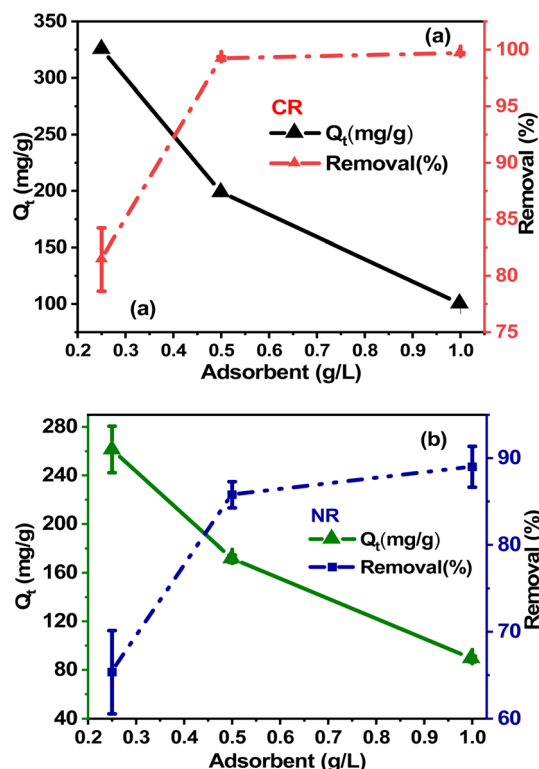 (a)
CR
Qt(mg/g)
Removal(%)
(a)
350
300
250
200
150
100
Qt (mg/g)
100
95
90
85
80
75
Removal (%)
0.2 0.3 0.4 0.5 0.6 0.7 0.8 0.9 1.0
Adsorbent (g/L)
(b)
NR
Qt(mg/g)
Removal(%)
280
240
200
160
120
80
40
Qt (mg/g)
90
80
70
60
Removal (%)
0.2 0.3 0.4 0.5 0.6 0.7 0.8 0.9 1.0
Adsorbent (g/L)